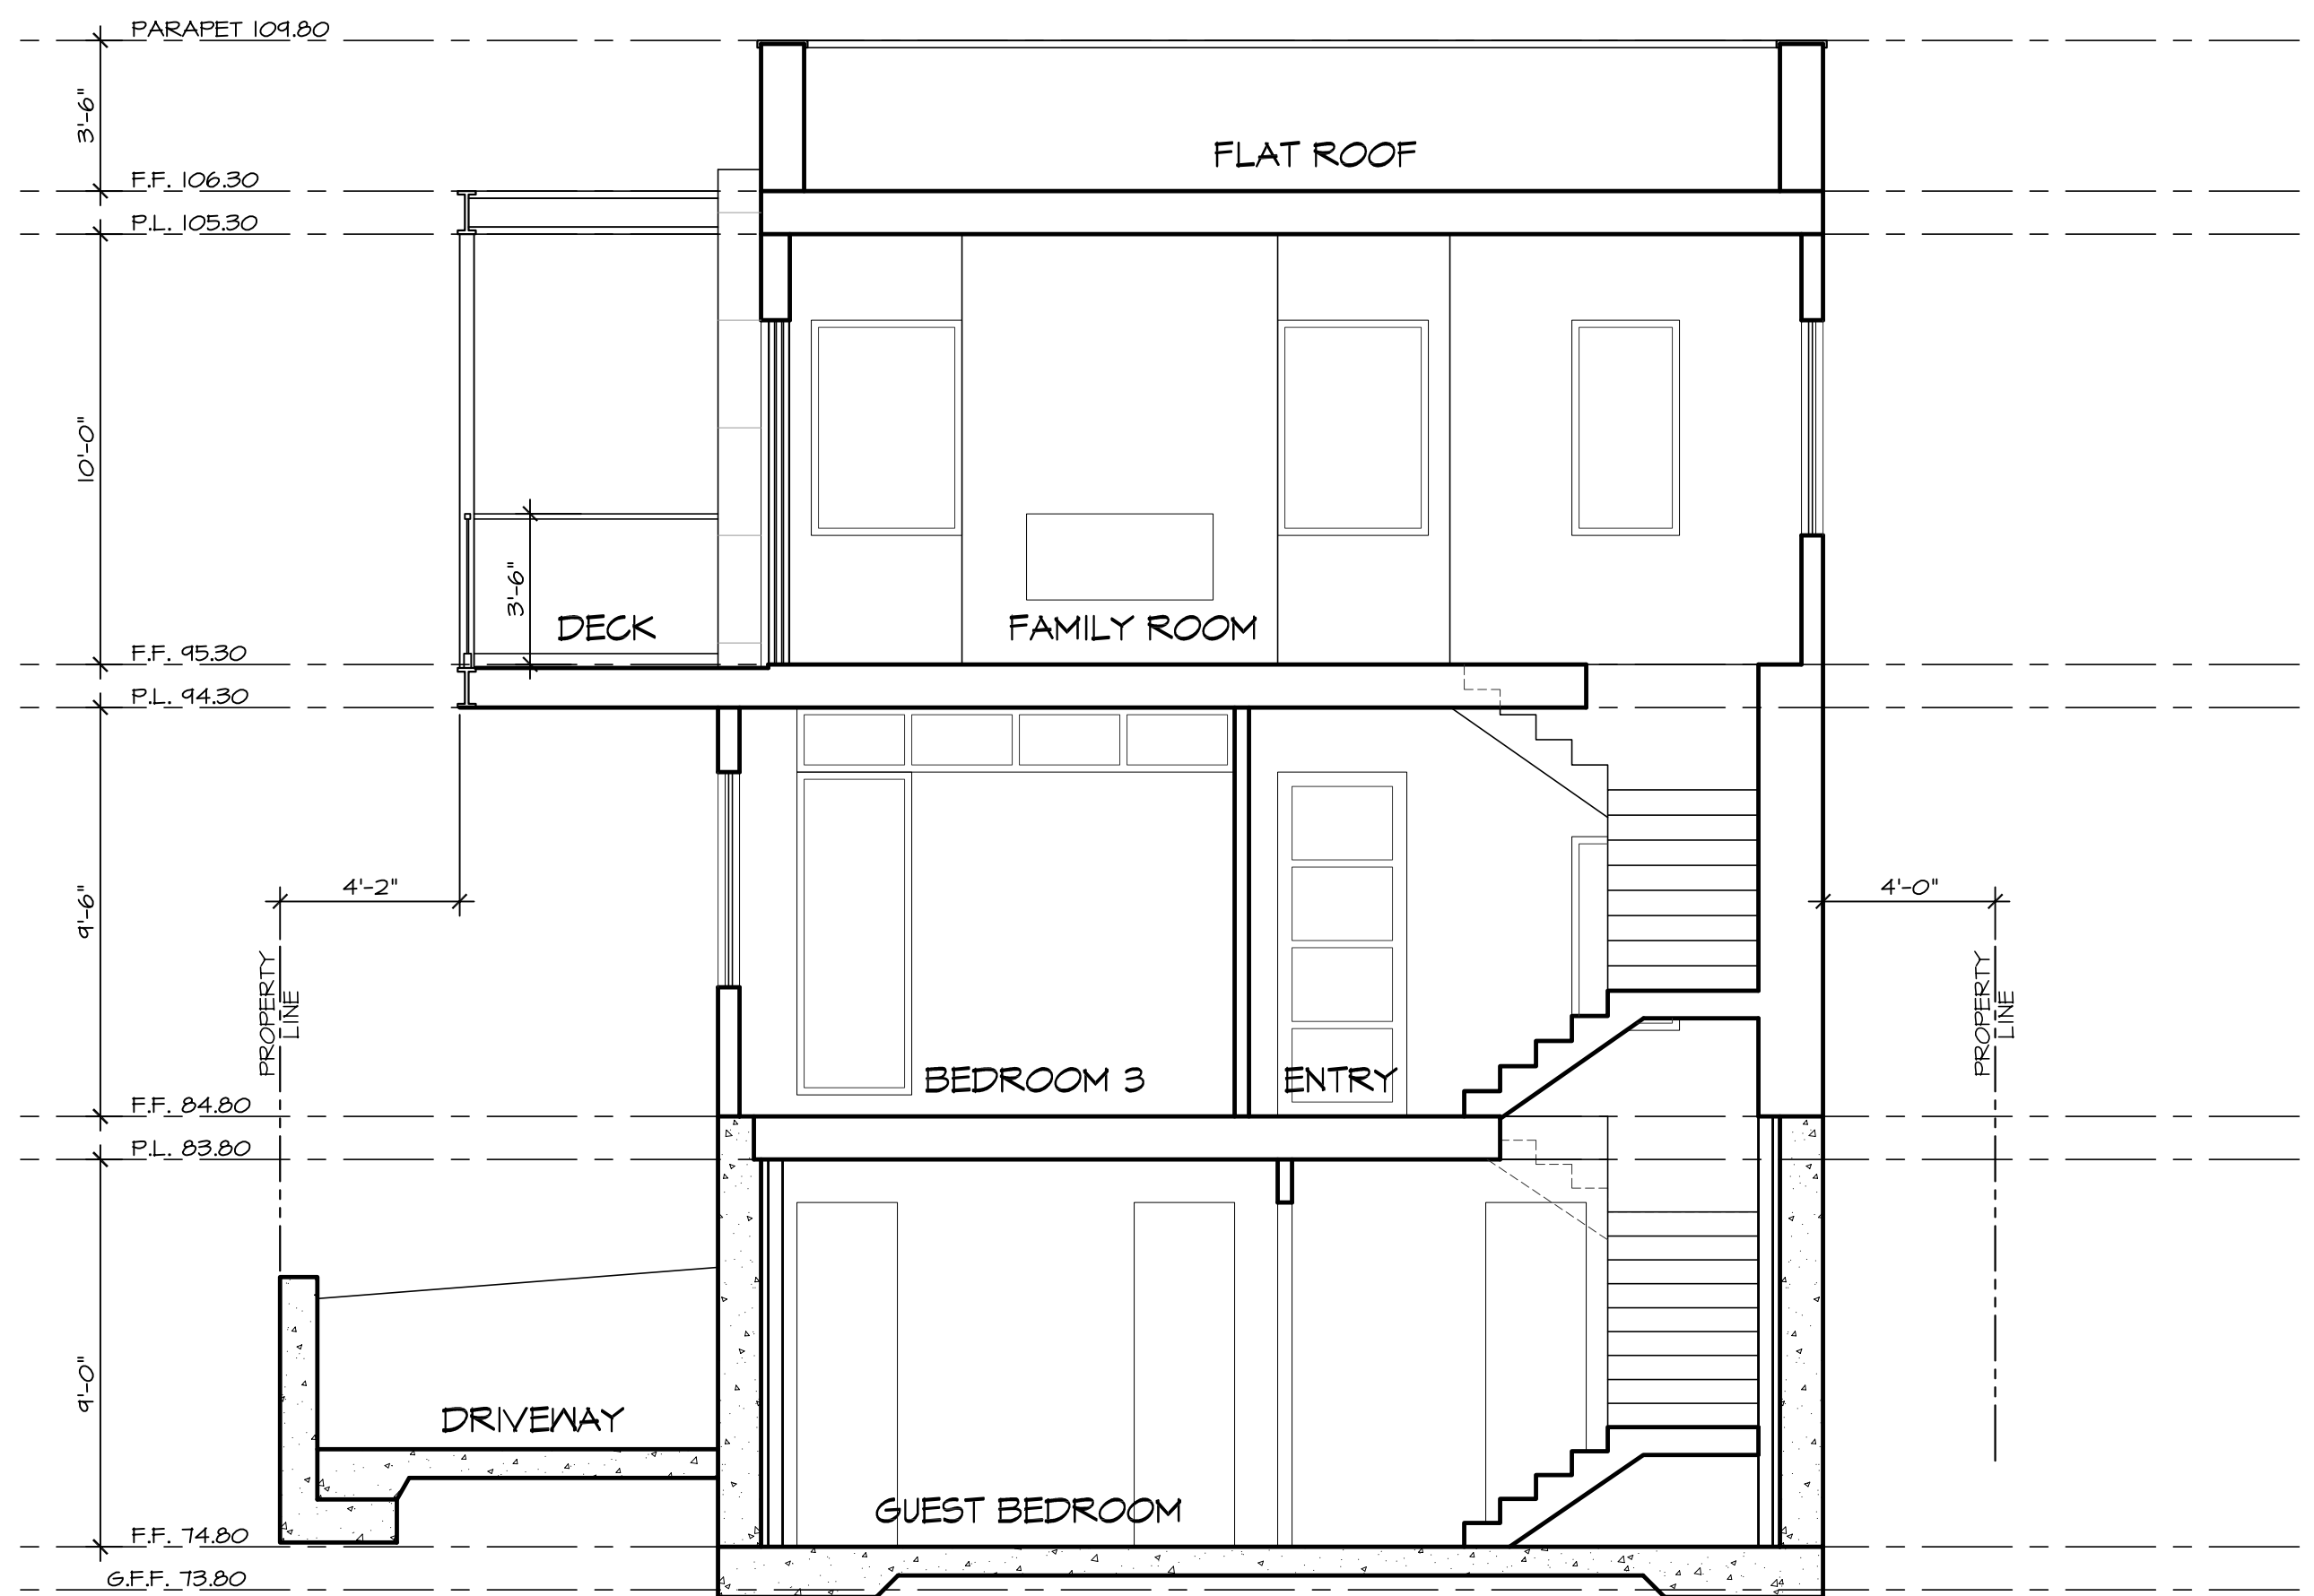 PARAPET 109.80
3'-6"
FLAT ROOF
F.F. 106.30
P.L. 105.30
10'-0"
3'-6"
DECK
FAMILY ROOM
F.F. 95.30
P.L. 94.30
9'-6"
4'-2"
4'-0"
PROPERTY
LINE
PROPERTY
LINE
BEDROOM 3
ENTRY
F.F. 84.80
P.L. 83.80
9'-0"
DRIVEWAY
GUEST BEDROOM
F.F. 74.80
G.F.F. 73.80